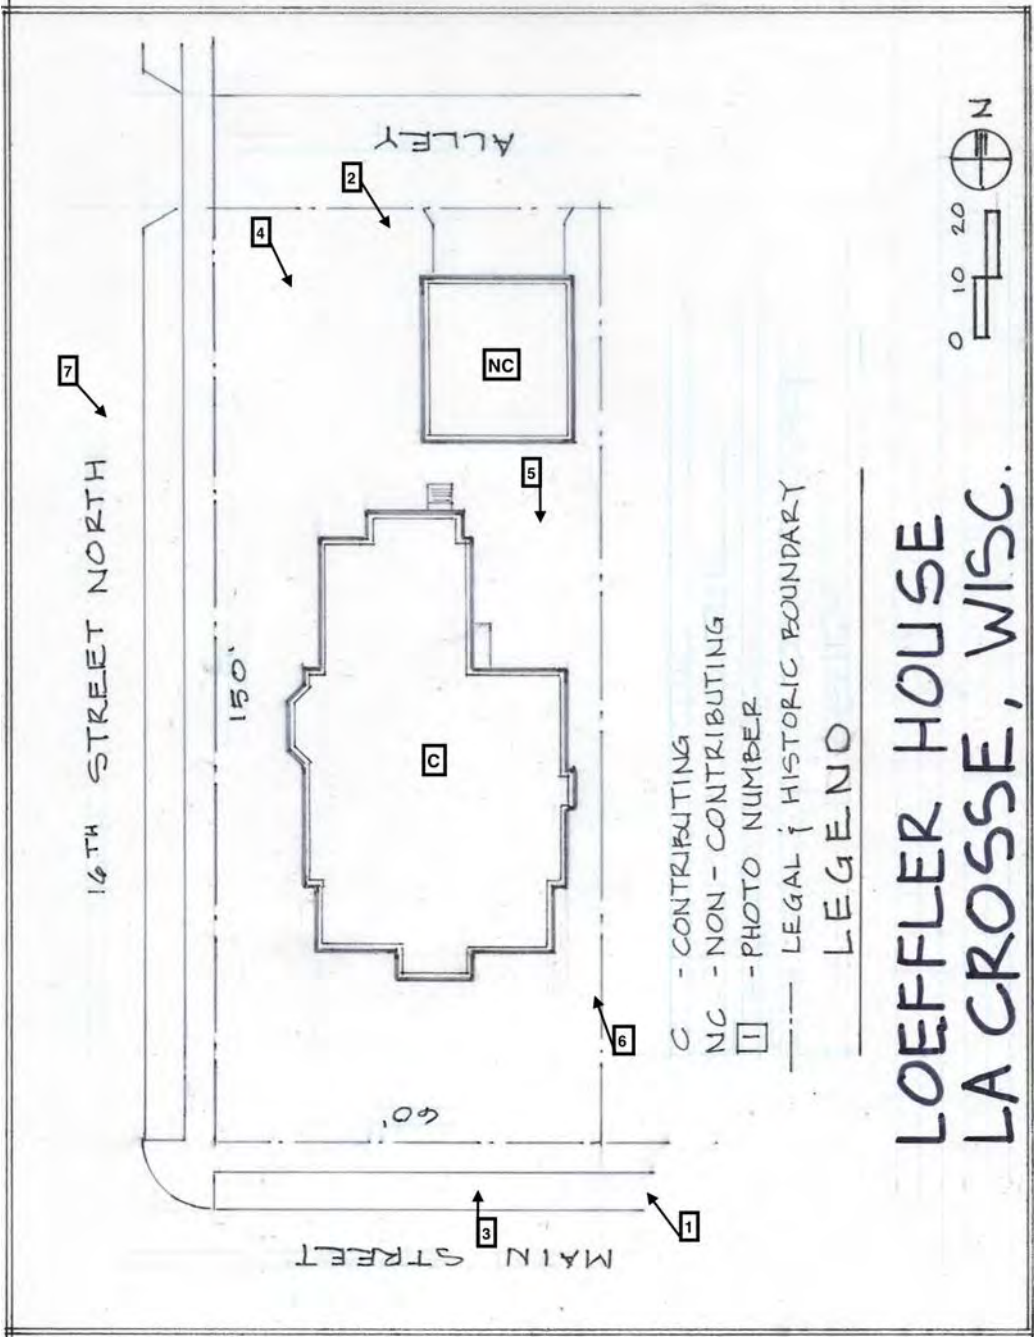 ALLEY
2
4
7
NC
5
16TH STREET NORTH
150'
C
6
60'
3
1
MAIN STREET
C - CONTRIBUTING
NC - NON-CONTRIBUTING
1 - PHOTO NUMBER
LEGAL & HISTORIC BOUNDARY
LEGEND
N
0 10 20
LOEFFLER HOUSE
LA CROSSE, WISC.